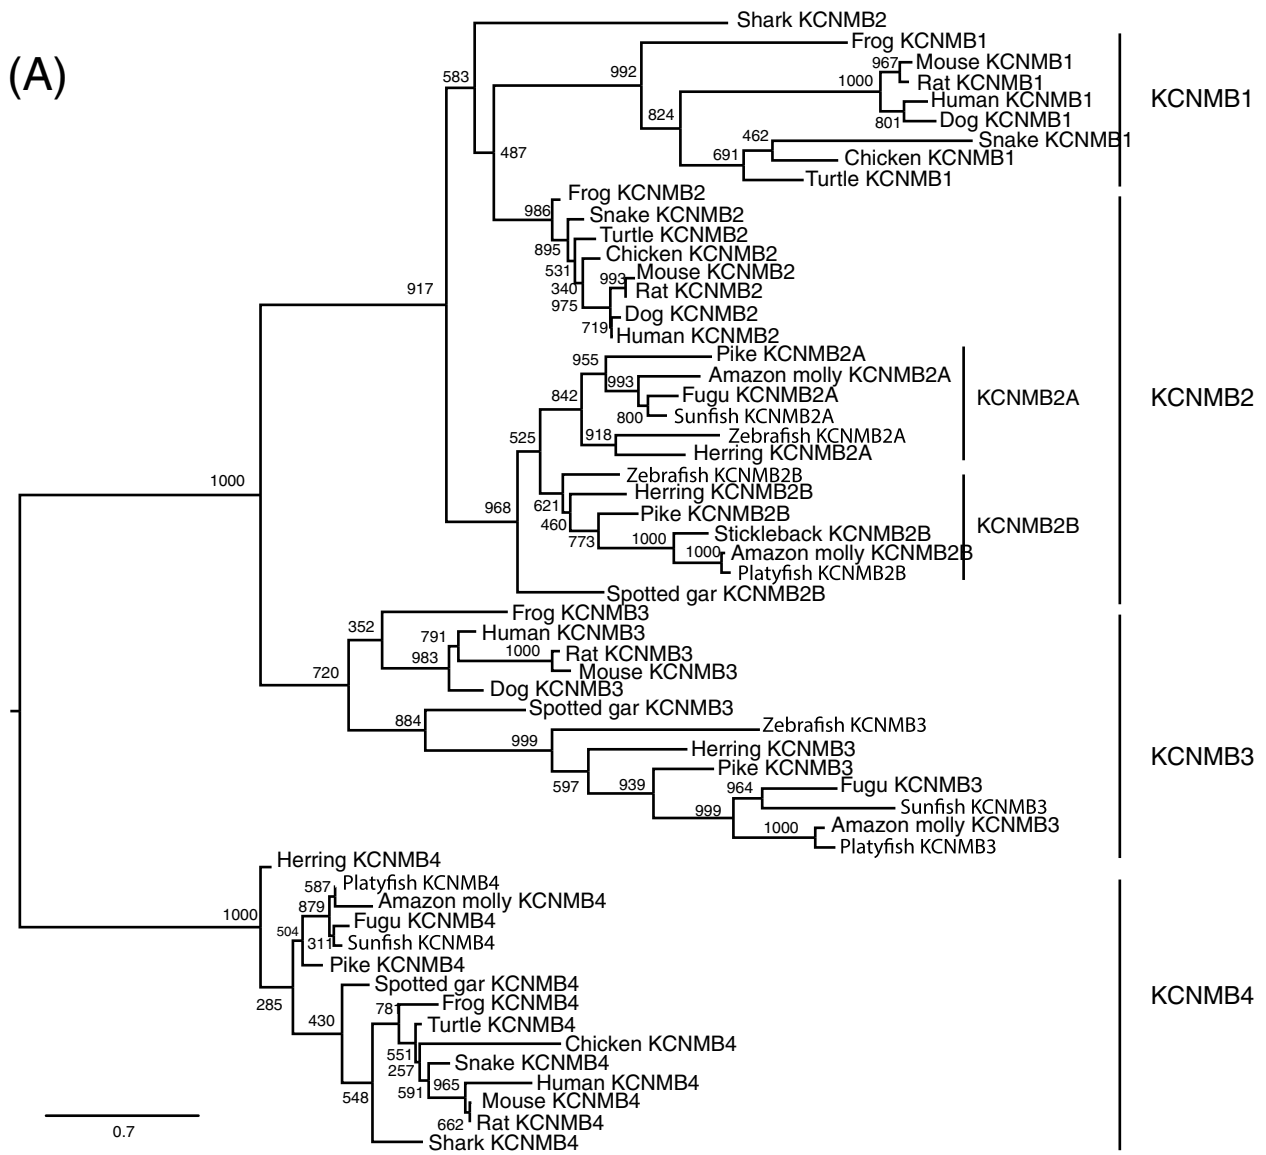 (A)
Shark KCNMB2
Frog KCNMB1
583
992
967
Mouse KCNMB1
1000
Rat KCNMB1
Human KCNMB1
KCNMB1
824
801
Dog KCNMB1
462
Snake KCNMB1
487
691
Chicken KCNMB1
Turtle KCNMB1
Frog KCNMB2
986
Snake KCNMB2
Turtle KCNMB2
895
Chicken KCNMB2
531
993
Mouse KCNMB2
917
340
Rat KCNMB2
975
Dog KCNMB2
719
Human KCNMB2
955
Pike KCNMB2A
993
Amazon molly KCNMB2A
842
Fugu KCNMB2A
KCNMB2A
KCNMB2
800
Sunfish KCNMB2A
525
918
Zebrafish KCNMB2A
Herring KCNMB2A
Zebrafish KCNMB2B
1000
968
621
Herring KCNMB2B
460
Pike KCNMB2B
KCNMB2B
773
1000
Stickleback KCNMB2B
1000
Amazon molly KCNMB2B
Platyfish KCNMB2B
Spotted gar KCNMB2B
Frog KCNMB3
352
791
Human KCNMB3
983
1000
Rat KCNMB3
720
Mouse KCNMB3
Dog KCNMB3
Spotted gar KCNMB3
884
Zebrafish KCNMB3
999
Herring KCNMB3
KCNMB3
Pike KCNMB3
597
939
964
Fugu KCNMB3
999
Sunfish KCNMB3
1000
Amazon molly KCNMB3
Platyfish KCNMB3
Herring KCNMB4
587
Platyfish KCNMB4
1000
879
Amazon molly KCNMB4
504
Fugu KCNMB4
311
Sunfish KCNMB4
Pike KCNMB4
285
Spotted gar KCNMB4
KCNMB4
430
781
Frog KCNMB4
Turtle KCNMB4
551
Chicken KCNMB4
257
Snake KCNMB4
548
591
965
Human KCNMB4
Mouse KCNMB4
662
Rat KCNMB4
0.7
Shark KCNMB4